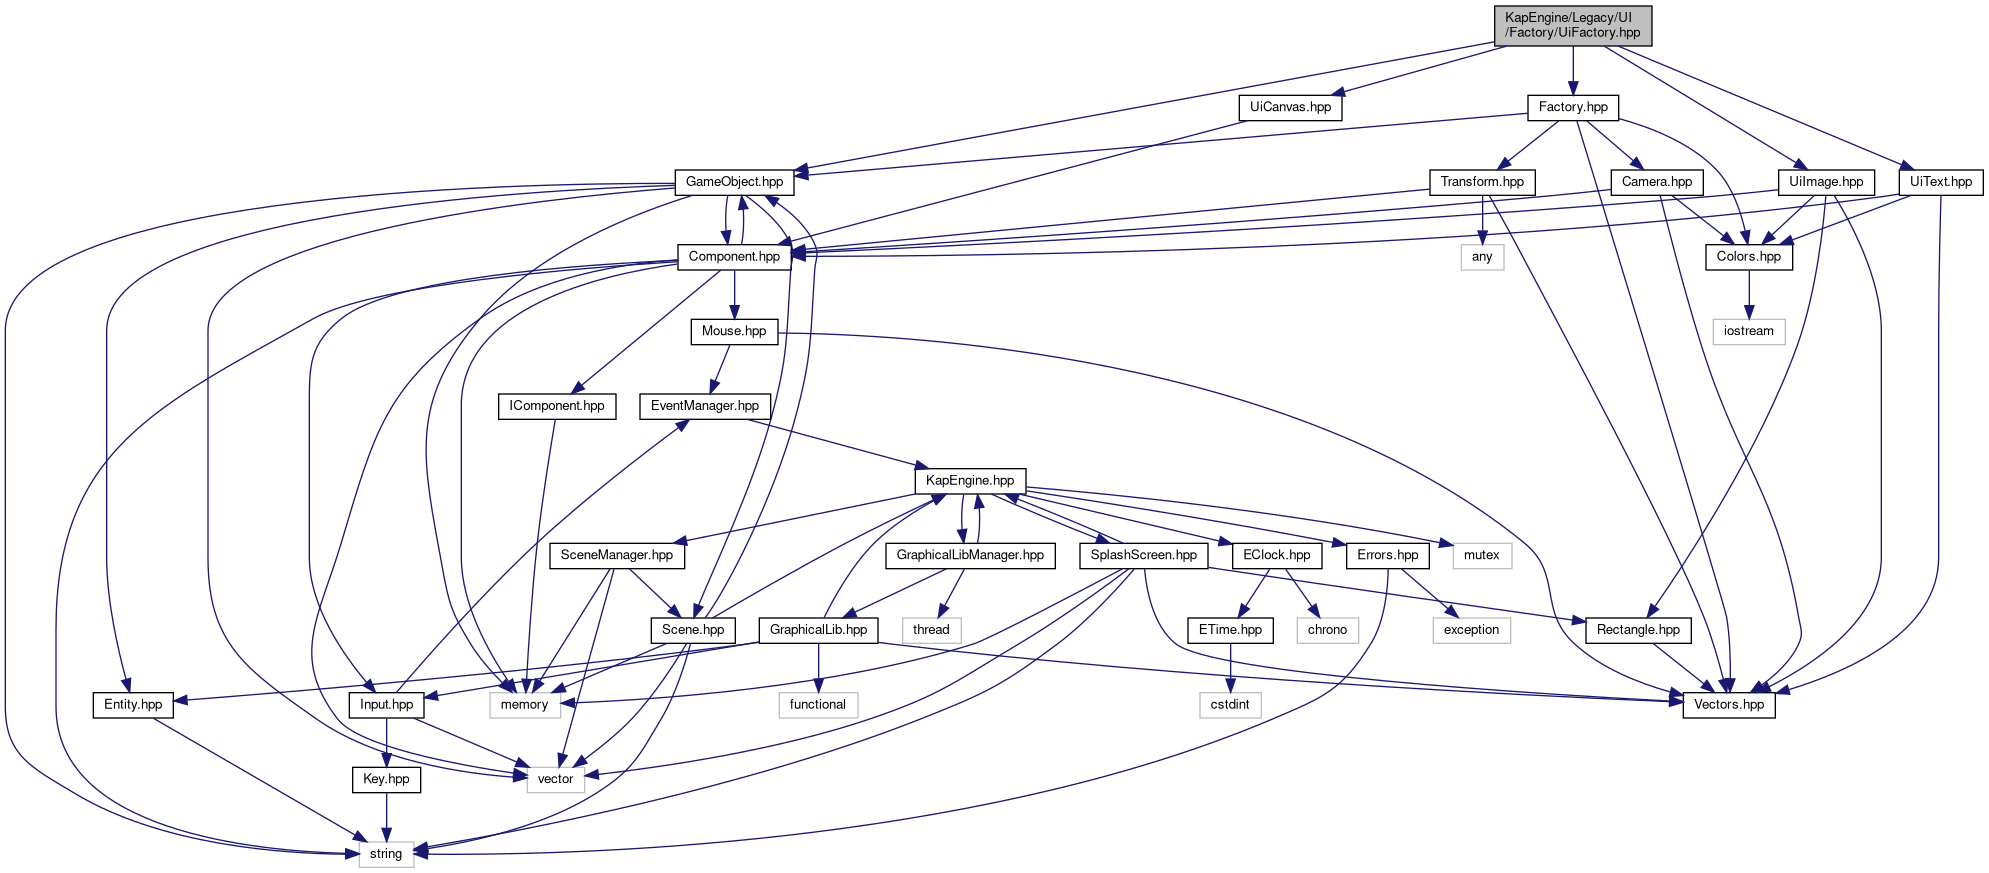 KapEngine/Legacy/UI
/Factory/UiFactory.hpp
UiCanvas.hpp
Factory.hpp
GameObject.hpp
Transform.hpp
Camera.hpp
UiImage.hpp
UiText.hpp
Component.hpp
any
Colors.hpp
Mouse.hpp
iostream
IComponent.hpp
EventManager.hpp
KapEngine.hpp
SceneManager.hpp
GraphicalLibManager.hpp
SplashScreen.hpp
EClock.hpp
Errors.hpp
mutex
Scene.hpp
GraphicalLib.hpp
thread
ETime.hpp
chrono
exception
Rectangle.hpp
Entity.hpp
Input.hpp
memory
functional
cstdint
Vectors.hpp
Key.hpp
vector
string